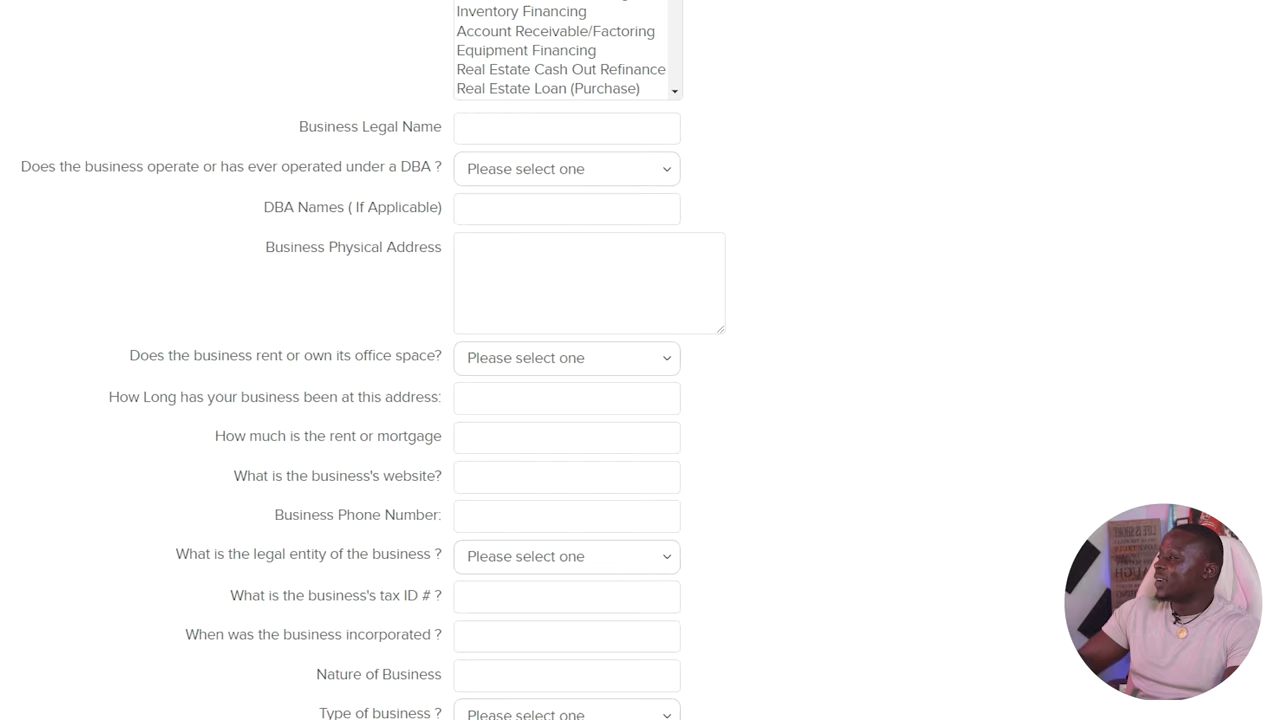 Inventory Financing
Account Receivable/Factoring
Equipment Financing
Real Estate Cash Out Refinance
Real Estate Loan (Purchase)
Business Legal Name
Does the business operate or has ever operated under a DBA ?
Please select one
DBA Names ( If Applicable)
Business Physical Address
Does the business rent or own its office space?
Please select one
How Long has your business been at this address:
How much is the rent or mortgage
What is the business's website?
Business Phone Number:
What is the legal entity of the business ?
Please select one
What is the business's tax ID # ?
When was the business incorporated ?
Nature of Business
Type of business ?
Please select one